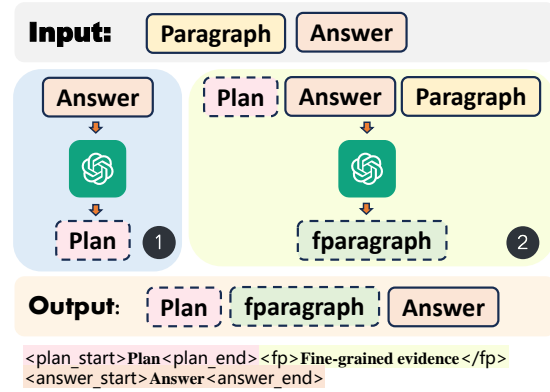 Input: Paragraph Answer
Answer
Plan 1
Plan Answer Paragraph
fparagraph 2
Output: Plan fparagraph Answer
<plan_start>Plan<plan_end><fp>Fine-grained evidence</fp>
<answer_start>Answer<answer_end>